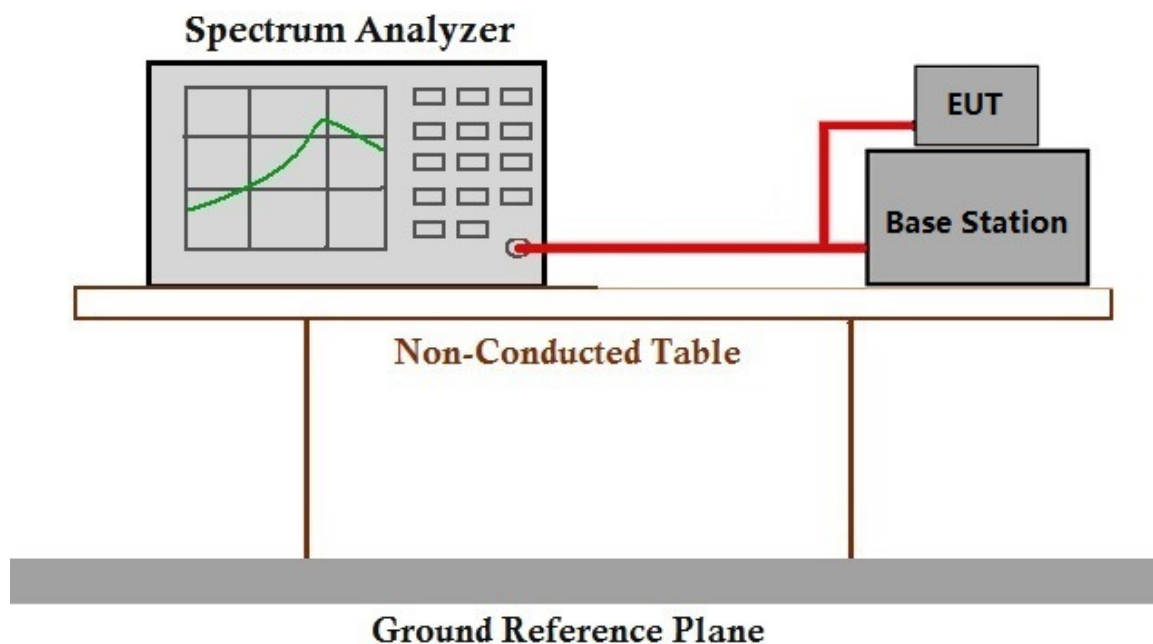 Spectrum Analyzer
EUT
Base Station
Non-Conducted Table
Ground Reference Plane